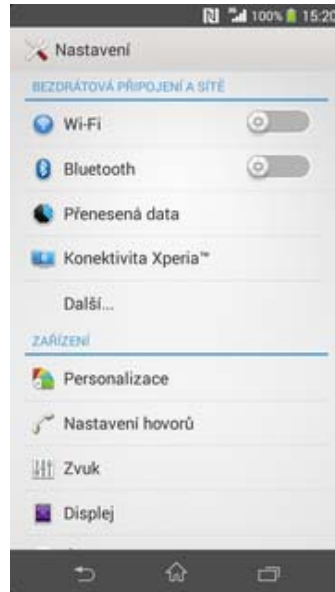 100% 15:20
Nastavení
BEZDRÁTOVÁ PŘIPOJENÍ A SÍTĚ
Wi-Fi
Bluetooth
Přenesená data
Konektivita Xperia™
Další...
ZAŘÍZENÍ
Personalizace
Nastavení hovorů
Zvuk
Displej